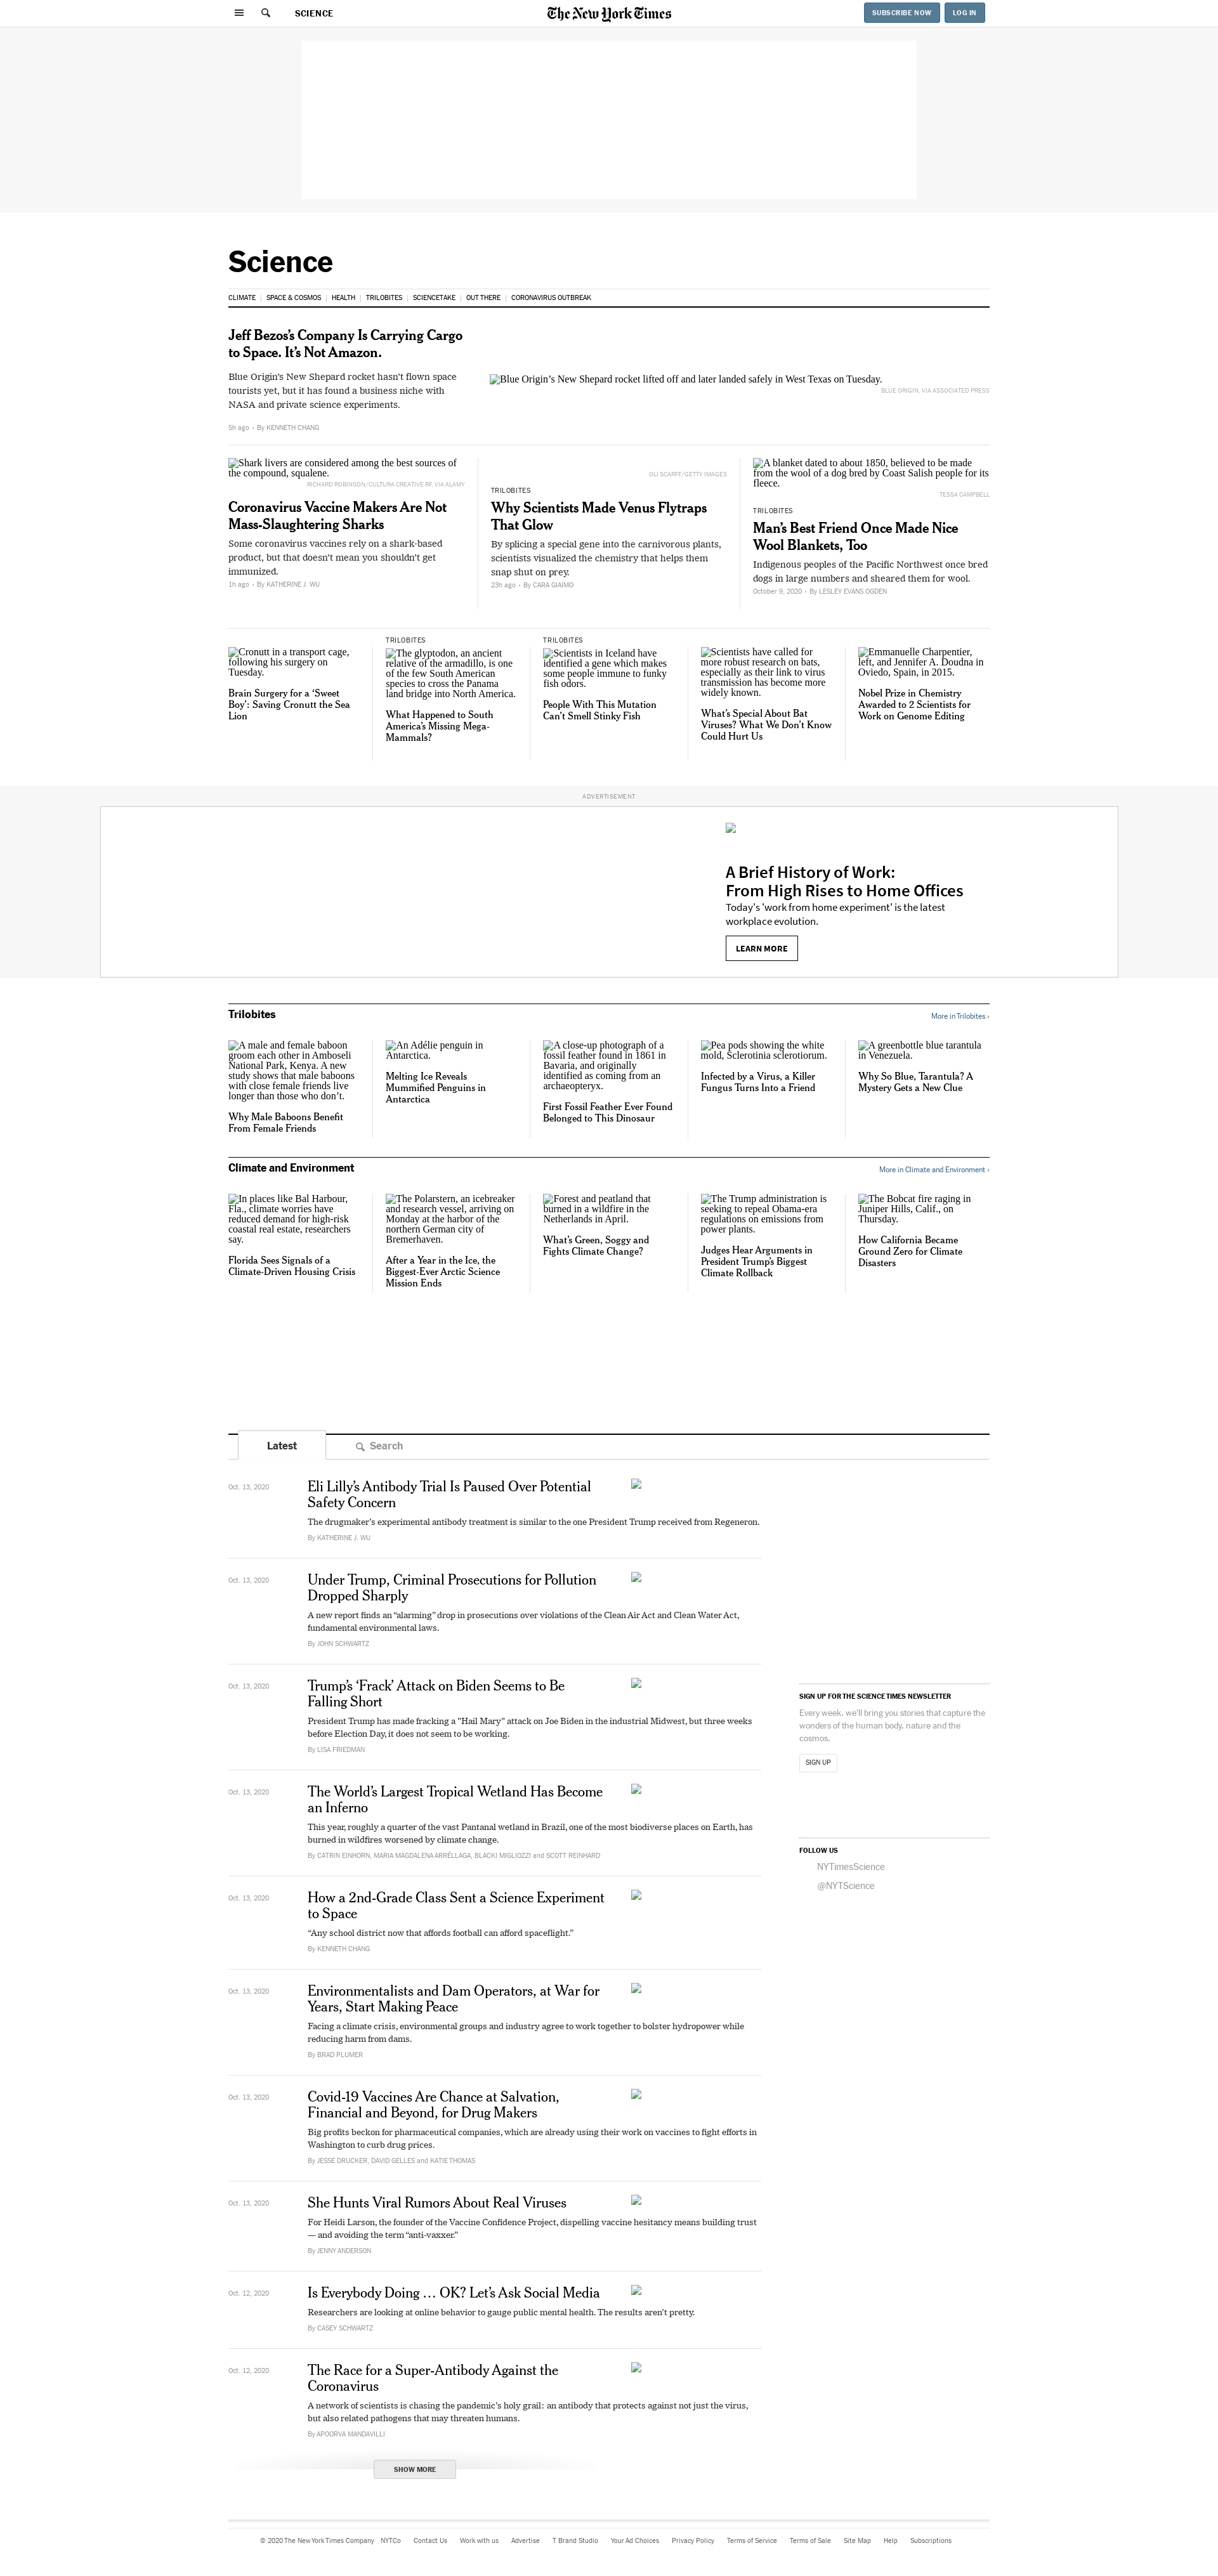 SCIENCE
The New York Times
SUBSCRIBE NOW
LOG IN
Science
CLIMATE | SPACE & COSMOS | HEALTH | TRILOBITES | SCIENCETAKE | OUT THERE | CORONAVIRUS OUTBREAK
Jeff Bezos’s Company Is Carrying Cargo
to Space. It’s Not Amazon.
Blue Origin’s New Shepard rocket hasn’t flown space
tourists yet, but it has found a business niche with
NASA and private science experiments.
5h ago • By KENNETH CHANG
Blue Origin’s New Shepard rocket lifted off and later landed safely in West Texas on Tuesday.
BLUE ORIGIN, VIA ASSOCIATED PRESS
Shark livers are considered among the best sources of
the compound, squalene.
RICHARD ROBINSON/CULTURA CREATIVE RF, VIA ALAMY
Coronavirus Vaccine Makers Are Not
Mass-Slaughtering Sharks
Some coronavirus vaccines rely on a shark-based
product, but that doesn’t mean you shouldn’t get
immunized.
1h ago • By KATHERINE J. WU
OLI SCARFF/GETTY IMAGES
TRILOBITES
Why Scientists Made Venus Flytraps
That Glow
By splicing a special gene into the carnivorous plants,
scientists visualized the chemistry that helps them
snap shut on prey.
23h ago • By CARA GIAIMO
A blanket dated to about 1850, believed to be made
from the wool of a dog bred by Coast Salish people for its
fleece.
TESSA CAMPBELL
TRILOBITES
Man’s Best Friend Once Made Nice
Wool Blankets, Too
Indigenous peoples of the Pacific Northwest once bred
dogs in large numbers and sheared them for wool.
October 9, 2020 • By LESLEY EVANS OGDEN
Cronutt in a transport cage,
following his surgery on
Tuesday.
Brain Surgery for a ‘Sweet
Boy’: Saving Cronutt the Sea
Lion
TRILOBITES
The glyptodon, an ancient
relative of the armadillo, is one
of the few South American
species to cross the Panama
land bridge into North America.
What Happened to South
America’s Missing Mega-
Mammals?
TRILOBITES
Scientists in Iceland have
identified a gene which makes
some people immune to funky
fish odors.
People With This Mutation
Can’t Smell Stinky Fish
Scientists have called for
more robust research on bats,
especially as their link to virus
transmission has become more
widely known.
What’s Special About Bat
Viruses? What We Don’t Know
Could Hurt Us
Emmanuelle Charpentier,
left, and Jennifer A. Doudna in
Oviedo, Spain, in 2015.
Nobel Prize in Chemistry
Awarded to 2 Scientists for
Work on Genome Editing
ADVERTISEMENT
A Brief History of Work:
From High Rises to Home Offices
Today's 'work from home experiment' is the latest
workplace evolution.
LEARN MORE
Trilobites
More in Trilobites ›
A male and female baboon
groom each other in Amboseli
National Park, Kenya. A new
study shows that male baboons
with close female friends live
longer than those who don’t.
Why Male Baboons Benefit
From Female Friends
An Adélie penguin in
Antarctica.
Melting Ice Reveals
Mummified Penguins in
Antarctica
A close-up photograph of a
fossil feather found in 1861 in
Bavaria, and originally
identified as coming from an
archaeopteryx.
First Fossil Feather Ever Found
Belonged to This Dinosaur
Pea pods showing the white
mold, Sclerotinia sclerotiorum.
Infected by a Virus, a Killer
Fungus Turns Into a Friend
A greenbottle blue tarantula
in Venezuela.
Why So Blue, Tarantula? A
Mystery Gets a New Clue
Climate and Environment
More in Climate and Environment ›
In places like Bal Harbour,
Fla., climate worries have
reduced demand for high-risk
coastal real estate, researchers
say.
Florida Sees Signals of a
Climate-Driven Housing Crisis
The Polarstern, an icebreaker
and research vessel, arriving on
Monday at the harbor of the
northern German city of
Bremerhaven.
After a Year in the Ice, the
Biggest-Ever Arctic Science
Mission Ends
Forest and peatland that
burned in a wildfire in the
Netherlands in April.
What’s Green, Soggy and
Fights Climate Change?
The Trump administration is
seeking to repeal Obama-era
regulations on emissions from
power plants.
Judges Hear Arguments in
President Trump’s Biggest
Climate Rollback
The Bobcat fire raging in
Juniper Hills, Calif., on
Thursday.
How California Became
Ground Zero for Climate
Disasters
Latest
Search
Oct. 13, 2020
Eli Lilly’s Antibody Trial Is Paused Over Potential
Safety Concern
The drugmaker’s experimental antibody treatment is similar to the one President Trump received from Regeneron.
By KATHERINE J. WU
Oct. 13, 2020
Under Trump, Criminal Prosecutions for Pollution
Dropped Sharply
A new report finds an “alarming” drop in prosecutions over violations of the Clean Air Act and Clean Water Act,
fundamental environmental laws.
By JOHN SCHWARTZ
Oct. 13, 2020
Trump’s ‘Frack’ Attack on Biden Seems to Be
Falling Short
President Trump has made fracking a "Hail Mary" attack on Joe Biden in the industrial Midwest, but three weeks
before Election Day, it does not seem to be working.
By LISA FRIEDMAN
Oct. 13, 2020
The World’s Largest Tropical Wetland Has Become
an Inferno
This year, roughly a quarter of the vast Pantanal wetland in Brazil, one of the most biodiverse places on Earth, has
burned in wildfires worsened by climate change.
By CATRIN EINHORN, MARIA MAGDALENA ARRÉLLAGA, BLACKI MIGLIOZZI and SCOTT REINHARD
Oct. 13, 2020
How a 2nd-Grade Class Sent a Science Experiment
to Space
“Any school district now that affords football can afford spaceflight.”
By KENNETH CHANG
Oct. 13, 2020
Environmentalists and Dam Operators, at War for
Years, Start Making Peace
Facing a climate crisis, environmental groups and industry agree to work together to bolster hydropower while
reducing harm from dams.
By BRAD PLUMER
Oct. 13, 2020
Covid-19 Vaccines Are Chance at Salvation,
Financial and Beyond, for Drug Makers
Big profits beckon for pharmaceutical companies, which are already using their work on vaccines to fight efforts in
Washington to curb drug prices.
By JESSE DRUCKER, DAVID GELLES and KATIE THOMAS
Oct. 13, 2020
She Hunts Viral Rumors About Real Viruses
For Heidi Larson, the founder of the Vaccine Confidence Project, dispelling vaccine hesitancy means building trust
— and avoiding the term “anti-vaxxer.”
By JENNY ANDERSON
Oct. 12, 2020
Is Everybody Doing … OK? Let’s Ask Social Media
Researchers are looking at online behavior to gauge public mental health. The results aren’t pretty.
By CASEY SCHWARTZ
Oct. 12, 2020
The Race for a Super-Antibody Against the
Coronavirus
A network of scientists is chasing the pandemic’s holy grail: an antibody that protects against not just the virus,
but also related pathogens that may threaten humans.
By APOORVA MANDAVILLI
SHOW MORE
SIGN UP FOR THE SCIENCE TIMES NEWSLETTER
Every week, we'll bring you stories that capture the
wonders of the human body, nature and the
cosmos.
SIGN UP
FOLLOW US
NYTimesScience
@NYTScience
© 2020 The New York Times Company NYTCo Contact Us Work with us Advertise T Brand Studio Your Ad Choices Privacy Policy Terms of Service Terms of Sale Site Map Help Subscriptions